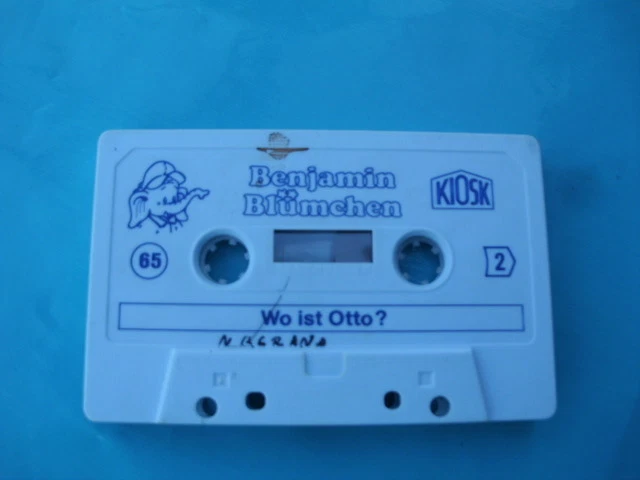 Benjamin
Blümchen
KIOSK
65
2
Wo ist Otto?